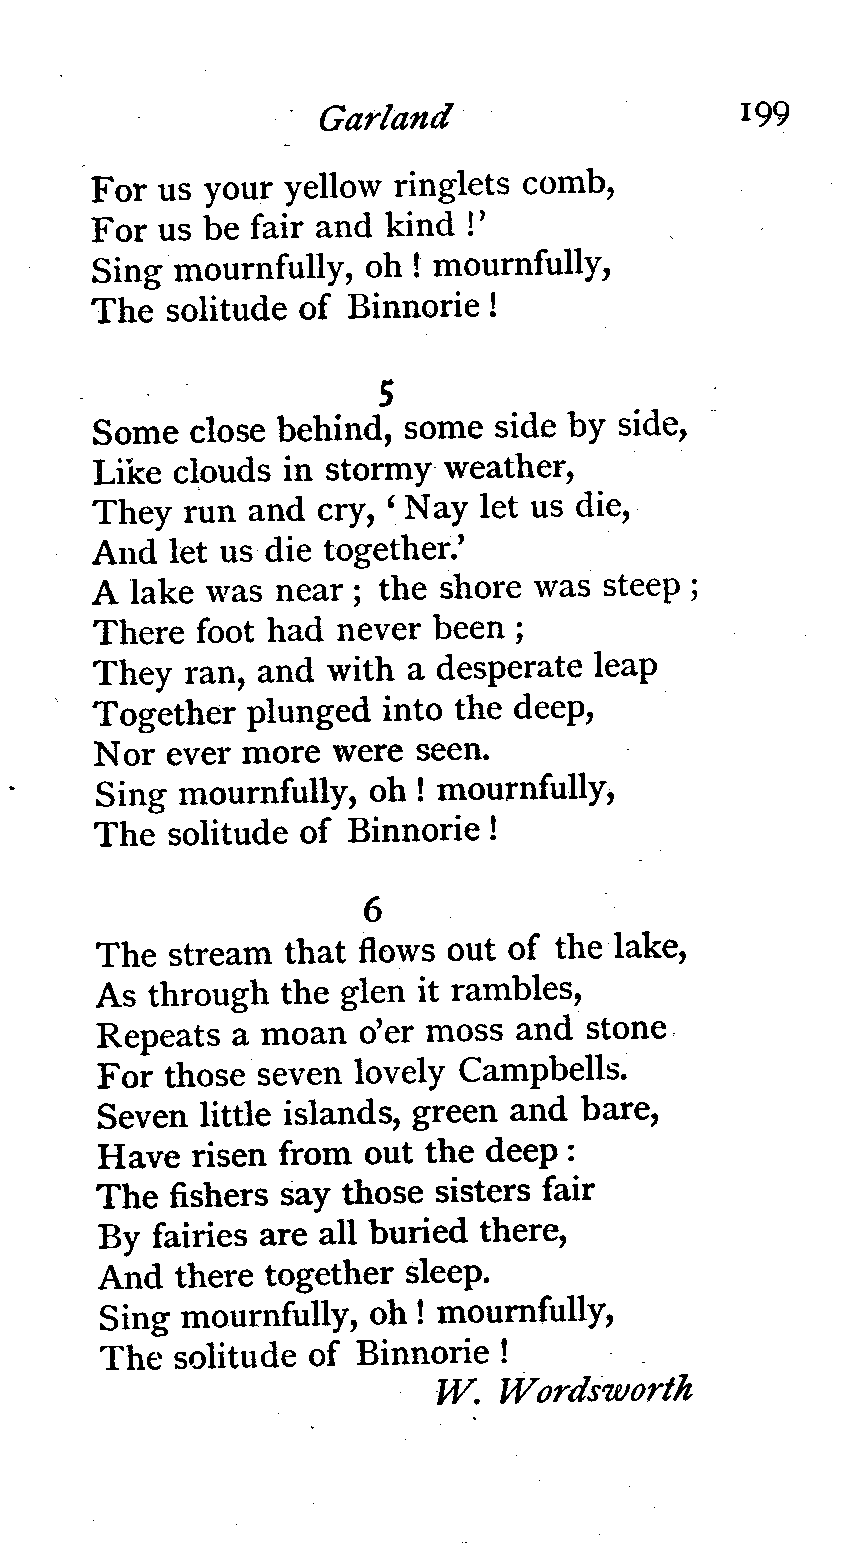 Garland 199
For us your yellow ringlets comb,
For us be fair and kind !’
Sing mournfully, oh ! mournfully,
The solitude of Binnorie !
5
Some close behind, some side by side,
Like clouds in stormy weather,
They run and cry, ‘ Nay let us die,
And let us die together.’
A lake was near ; the shore was steep ;
There foot had never been ;
They ran, and with a desperate leap
Together plunged into the deep,
Nor ever more were seen.
Sing mournfully, oh ! mournfully,
The solitude of Binnorie !
6
The stream that flows out of the lake,
As through the glen it rambles,
Repeats a moan o’er moss and stone
For those seven lovely Campbells.
Seven little islands, green and bare,
Have risen from out the deep :
The fishers say those sisters fair
By fairies are all buried there,
And there together sleep.
Sing mournfully, oh ! mournfully,
The solitude of Binnorie !
W. Wordsworth